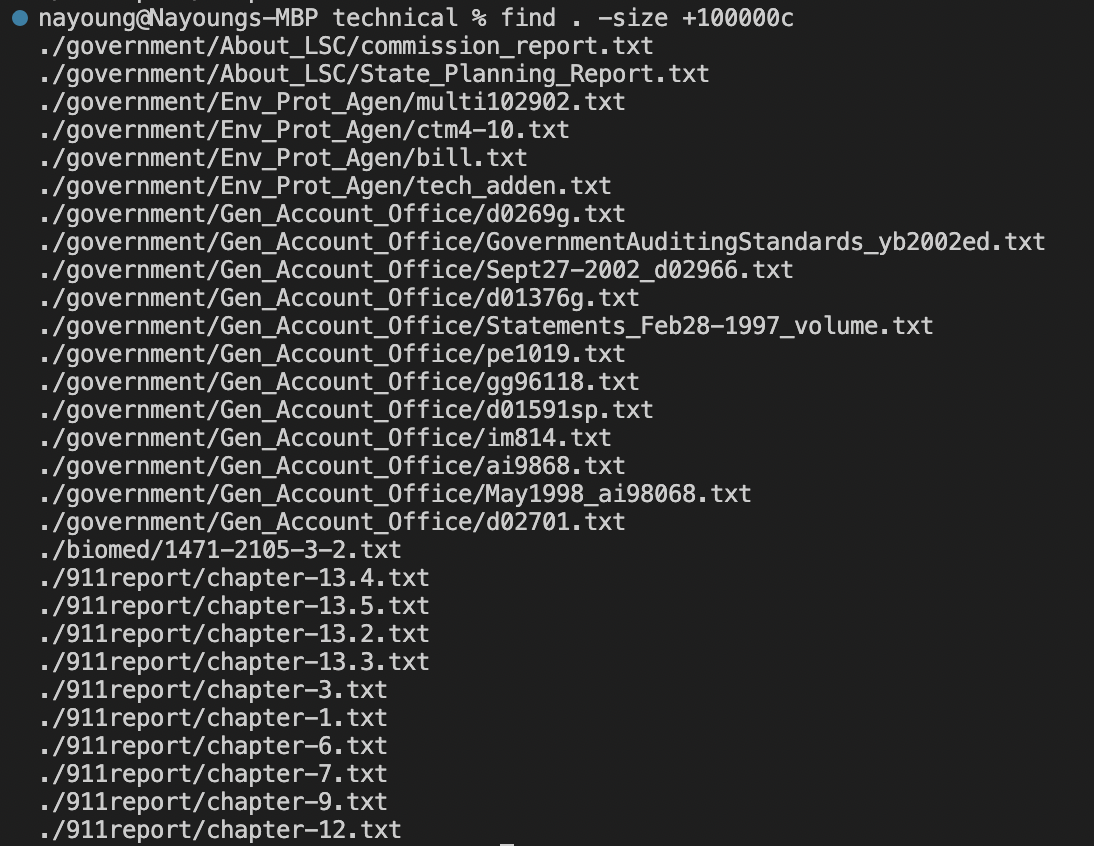 nayoung@Nayoungs-MBP technical % find . -size +100000c
./government/About_LSC/commission_report.txt
./government/About_LSC/State_Planning_Report.txt
./government/Env_Prot_Agen/multi102902.txt
./government/Env_Prot_Agen/ctm4-10.txt
./government/Env_Prot_Agen/bill.txt
./government/Env_Prot_Agen/tech_adden.txt
./government/Gen_Account_Office/d0269g.txt
./government/Gen_Account_Office/GovernmentAuditingStandards_yb2002ed.txt
./government/Gen_Account_Office/Sept27-2002_d02966.txt
./government/Gen_Account_Office/d01376g.txt
./government/Gen_Account_Office/Statements_Feb28-1997_volume.txt
./government/Gen_Account_Office/pe1019.txt
./government/Gen_Account_Office/gg96118.txt
./government/Gen_Account_Office/d01591sp.txt
./government/Gen_Account_Office/im814.txt
./government/Gen_Account_Office/ai9868.txt
./government/Gen_Account_Office/May1998_ai98068.txt
./government/Gen_Account_Office/d02701.txt
./biomed/1471-2105-3-2.txt
./911report/chapter-13.4.txt
./911report/chapter-13.5.txt
./911report/chapter-13.2.txt
./911report/chapter-13.3.txt
./911report/chapter-3.txt
./911report/chapter-1.txt
./911report/chapter-6.txt
./911report/chapter-7.txt
./911report/chapter-9.txt
./911report/chapter-12.txt